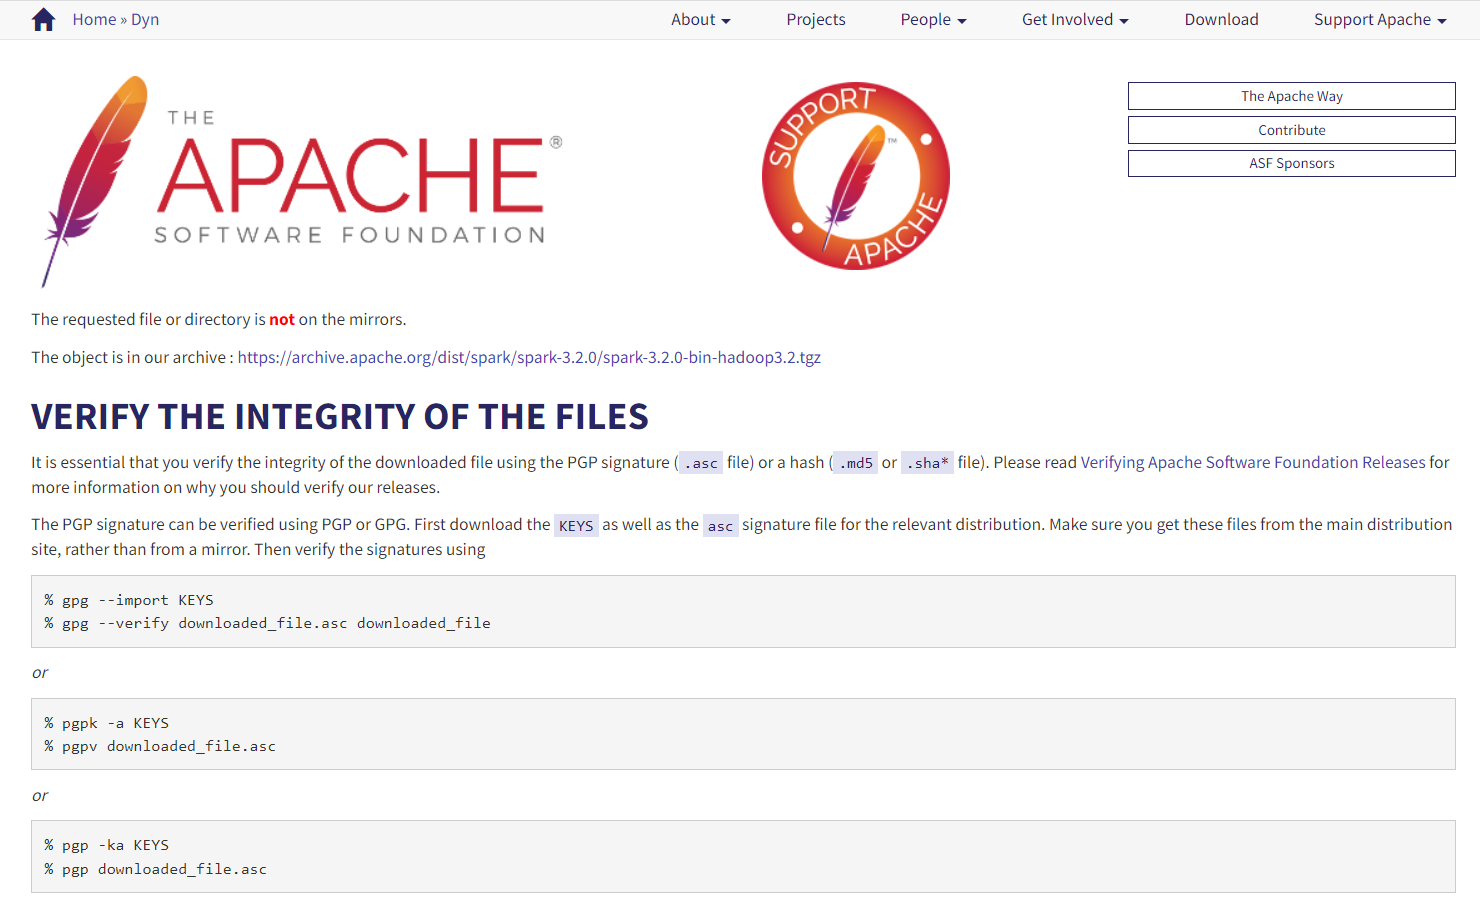 Home » Dyn
About
Projects
People
Get Involved
Download
Support Apache
THE
APACHE®
SOFTWARE FOUNDATION
SUPPORT
™
APACHE
The Apache Way
Contribute
ASF Sponsors
The requested file or directory is not on the mirrors.
The object is in our archive : https://archive.apache.org/dist/spark/spark-3.2.0/spark-3.2.0-bin-hadoop3.2.tgz
VERIFY THE INTEGRITY OF THE FILES
It is essential that you verify the integrity of the downloaded file using the PGP signature ( .asc file) or a hash ( .md5 or .sha* file). Please read Verifying Apache Software Foundation Releases for
more information on why you should verify our releases.
The PGP signature can be verified using PGP or GPG. First download the KEYS as well as the asc signature file for the relevant distribution. Make sure you get these files from the main distribution
site, rather than from a mirror. Then verify the signatures using
% gpg --import KEYS
% gpg --verify downloaded_file.asc downloaded_file
or
% pgpk -a KEYS
% pgpv downloaded_file.asc
or
% pgp -ka KEYS
% pgp downloaded_file.asc